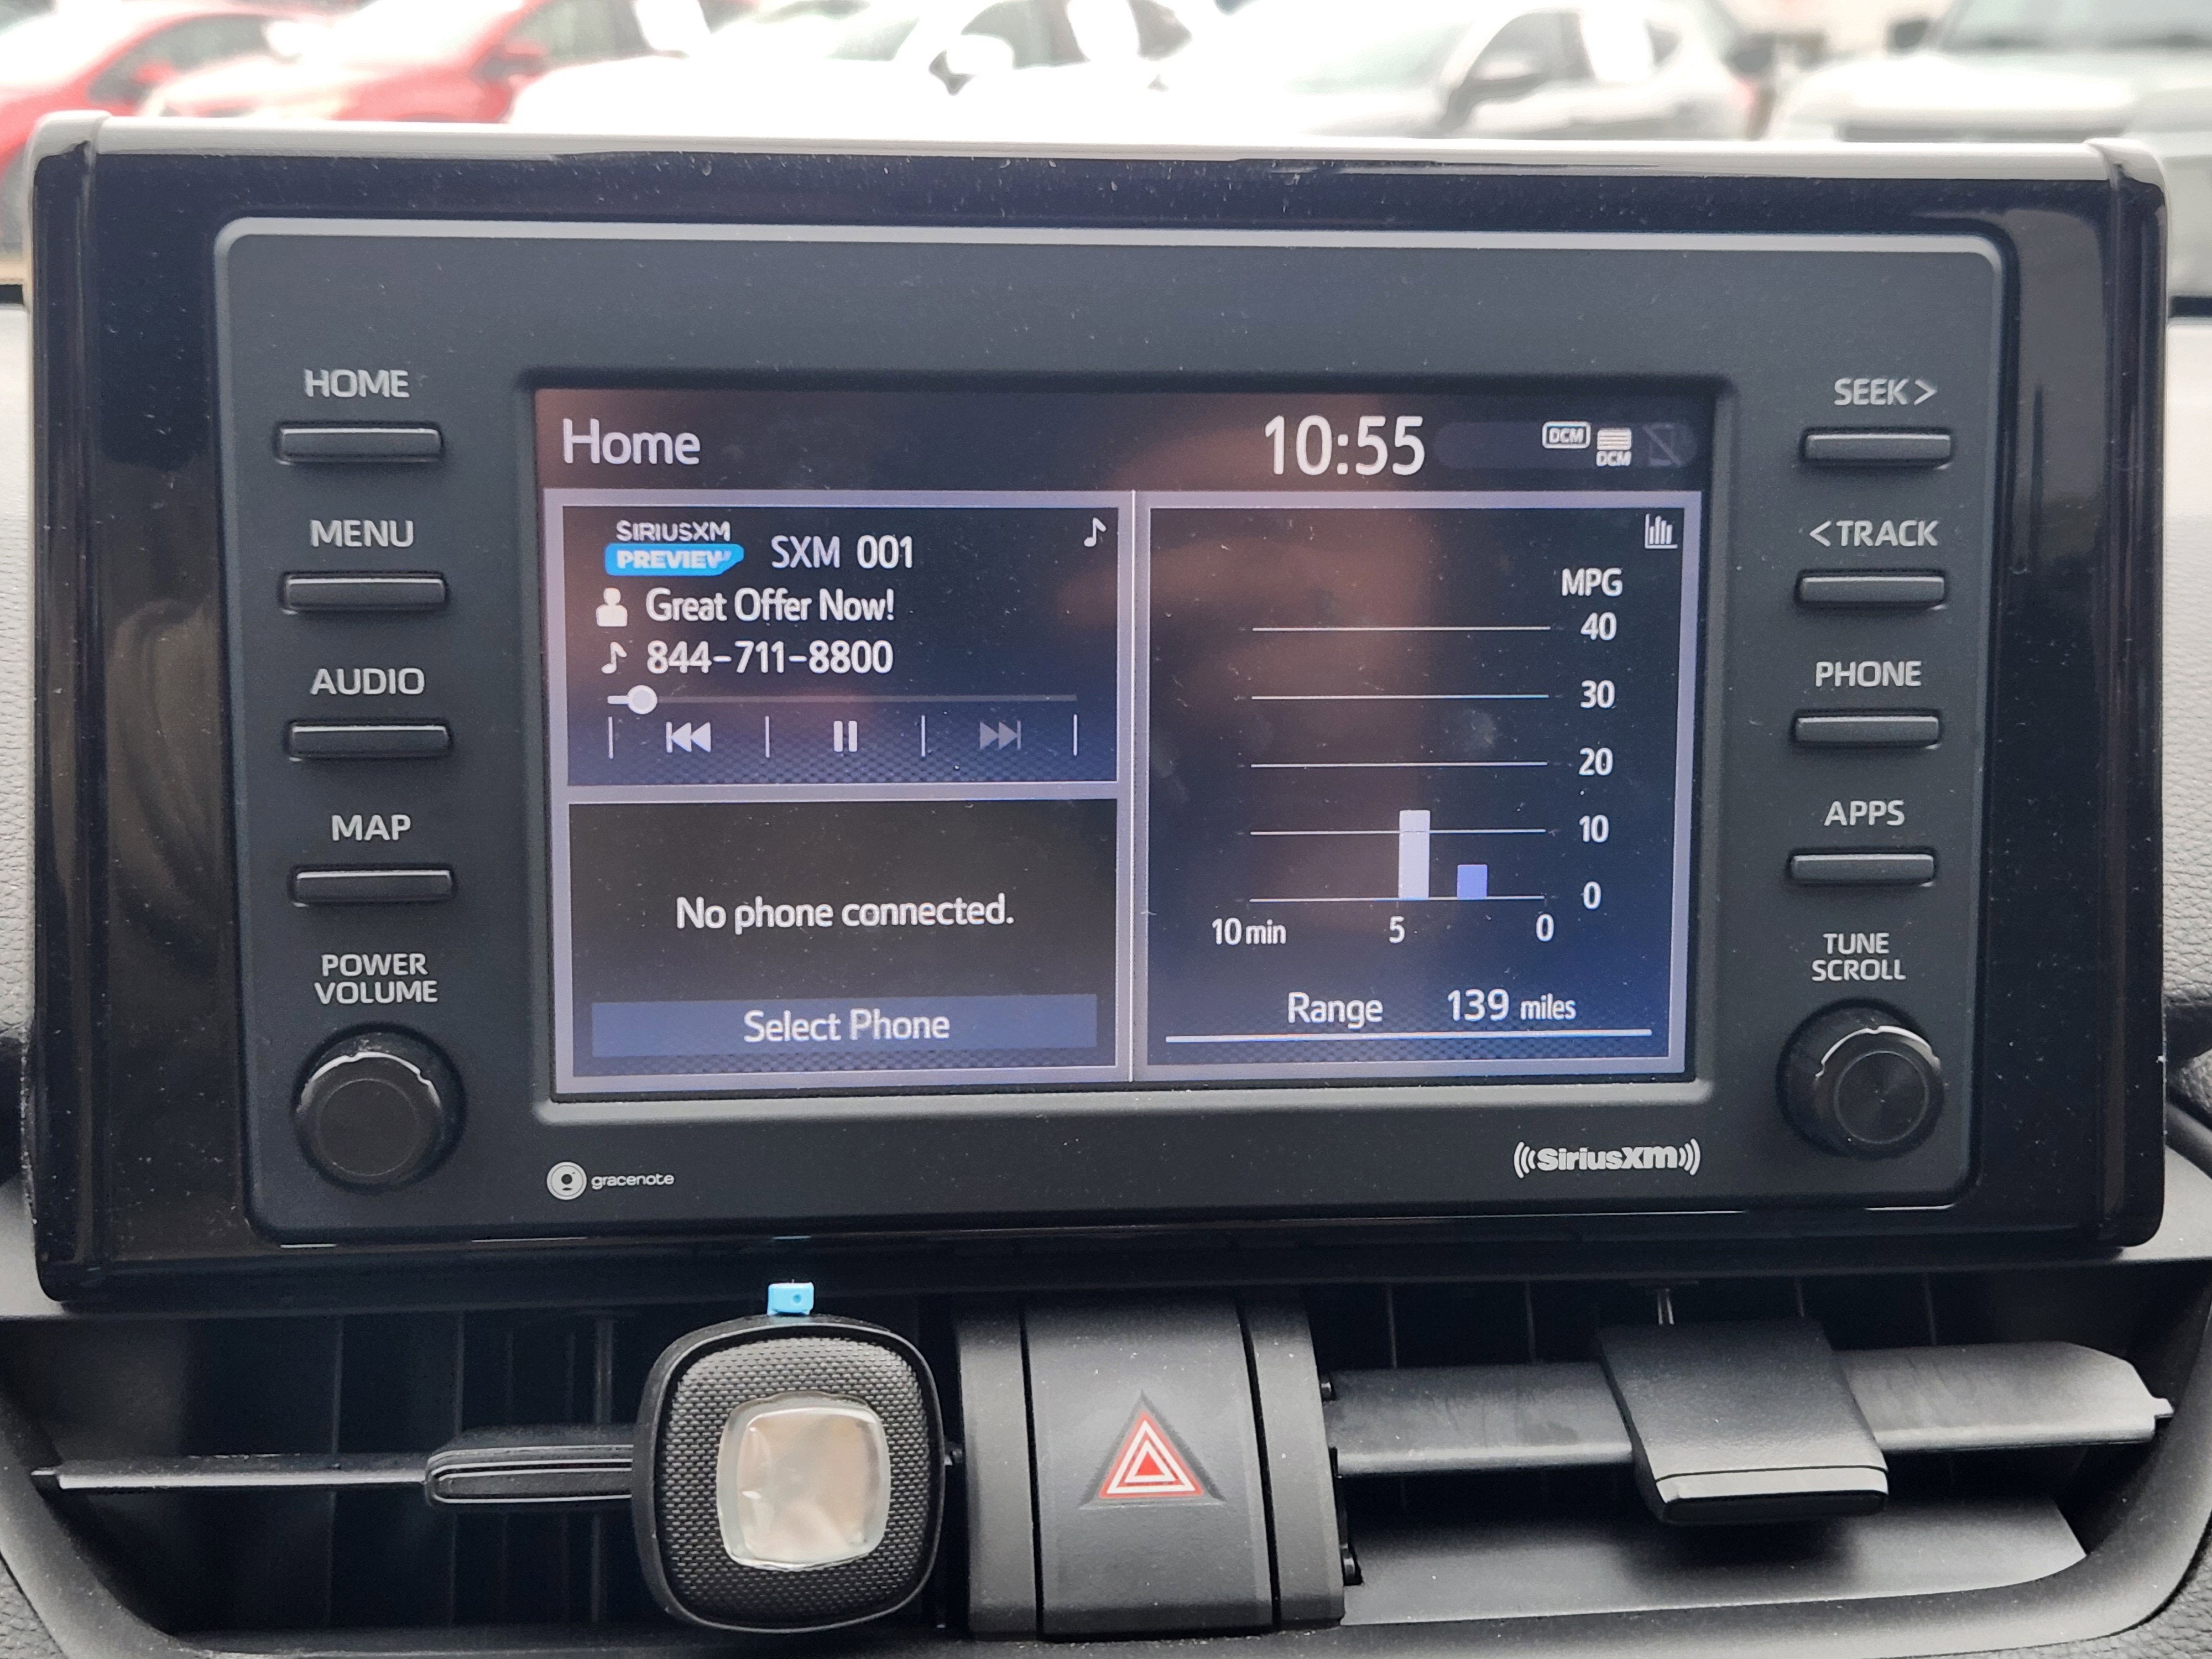 HOME
MENU
AUDIO
MAP
POWER
VOLUME
Home
10:55
DCM
DCM
SIRIUSXM
PREVIEW
SXM 001
Great Offer Now!
844-711-8800
No phone connected.
Select Phone
MPG
40
30
20
10
0
10 min 5 0
Range 139 miles
SEEK >
< TRACK
PHONE
APPS
TUNE
SCROLL
gracenote
((SiriusXM))